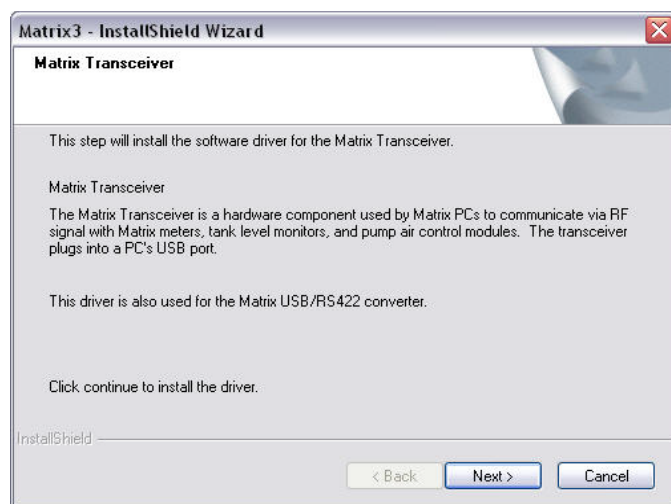 Matrix3 - InstallShield Wizard
Matrix Transceiver
This step will install the software driver for the Matrix Transceiver.
Matrix Transceiver
The Matrix Transceiver is a hardware component used by Matrix PCs to communicate via RF
signal with Matrix meters, tank level monitors, and pump air control modules. The transceiver
plugs into a PC's USB port.
This driver is also used for the Matrix USB/RS422 converter.
Click continue to install the driver.
InstallShield
< Back Next > Cancel